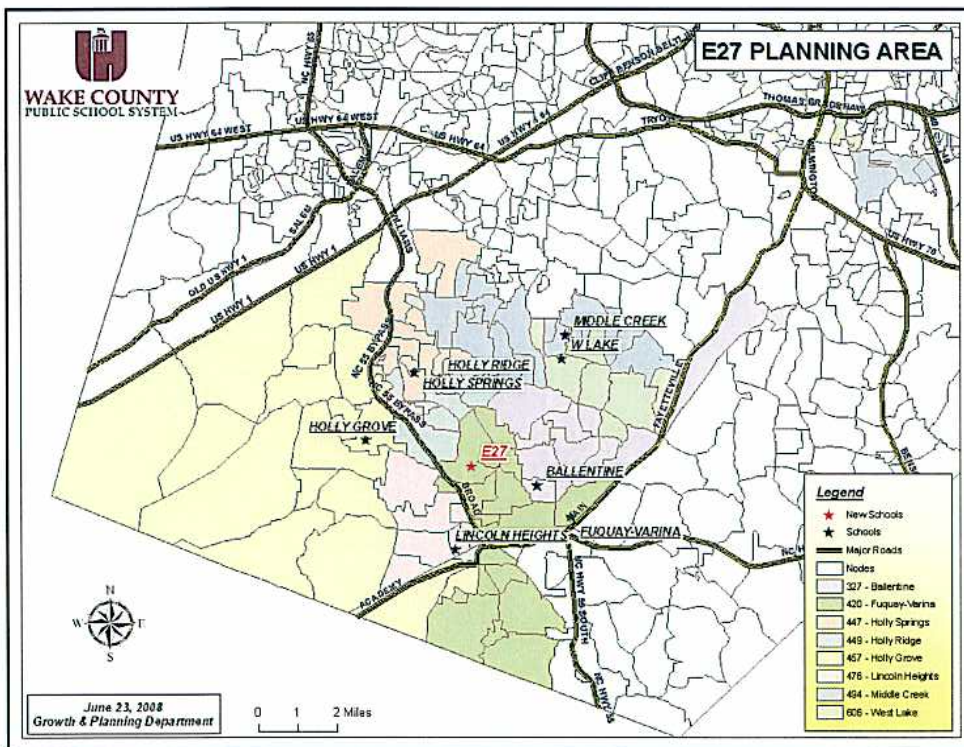 E27 PLANNING AREA
WAKE COUNTY
PUBLIC SCHOOL SYSTEM
US HWY 64 WEST
US HWY 64 WEST
US HWY 64
TRYON
WILMINGTON
SALEM
OLD US HWY 1
US HWY 1
US HWY 70
NC 55 BYPASS
NC 55 BYPASS
MIDDLE CREEK
W LAKE
HOLLY RIDGE
HOLLY SPRINGS
FAYETTEVILLE
HOLLY GROVE
E27
BALLENTINE
BROAD
MAIN
LINCOLN HEIGHTS
FUQUAY-VARINA
ACADEMY
NC HWY 55 SOUTH
NC HWY 55
N
W
E
S
Legend
New Schools
Schools
Major Roads
Nodes
327 - Ballentine
420 - Fuquay-Varina
447 - Holly Springs
449 - Holly Ridge
457 - Holly Grove
476 - Lincoln Heights
494 - Middle Creek
606 - West Lake
June 23, 2008
Growth & Planning Department
0 1 2 Miles